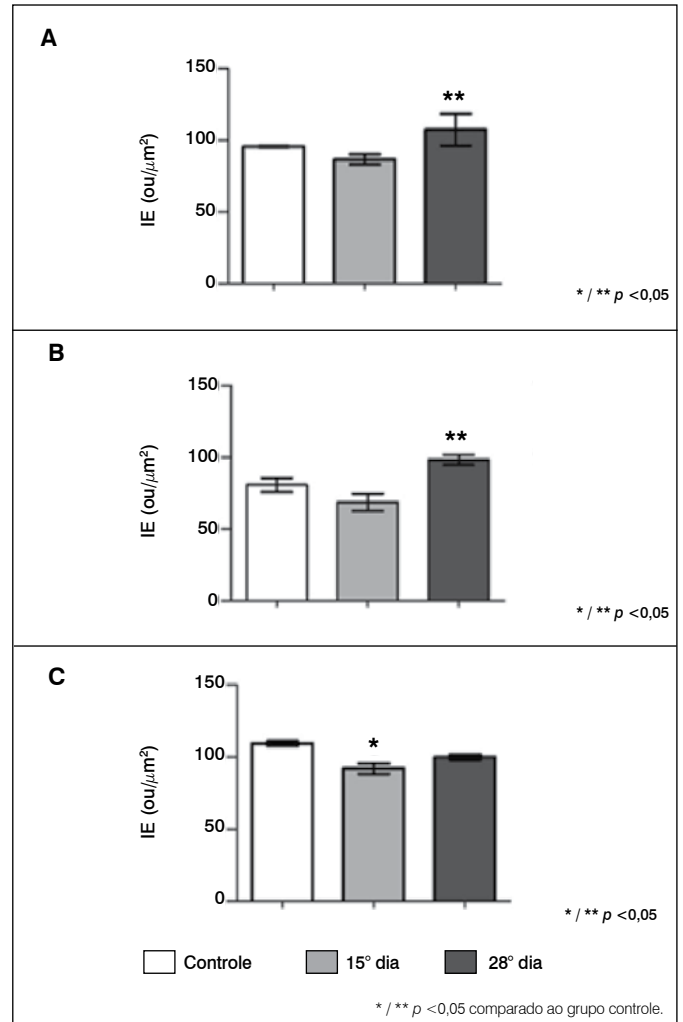 A
150
**
100
IE (ou/µm²)
50
0
* / ** p <0,05
B
150
**
100
IE (ou/µm²)
50
0
* / ** p <0,05
C
150
*
100
IE (ou/µm²)
50
0
* / ** p <0,05
Controle 15° dia 28° dia
* / ** p <0,05 comparado ao grupo controle.